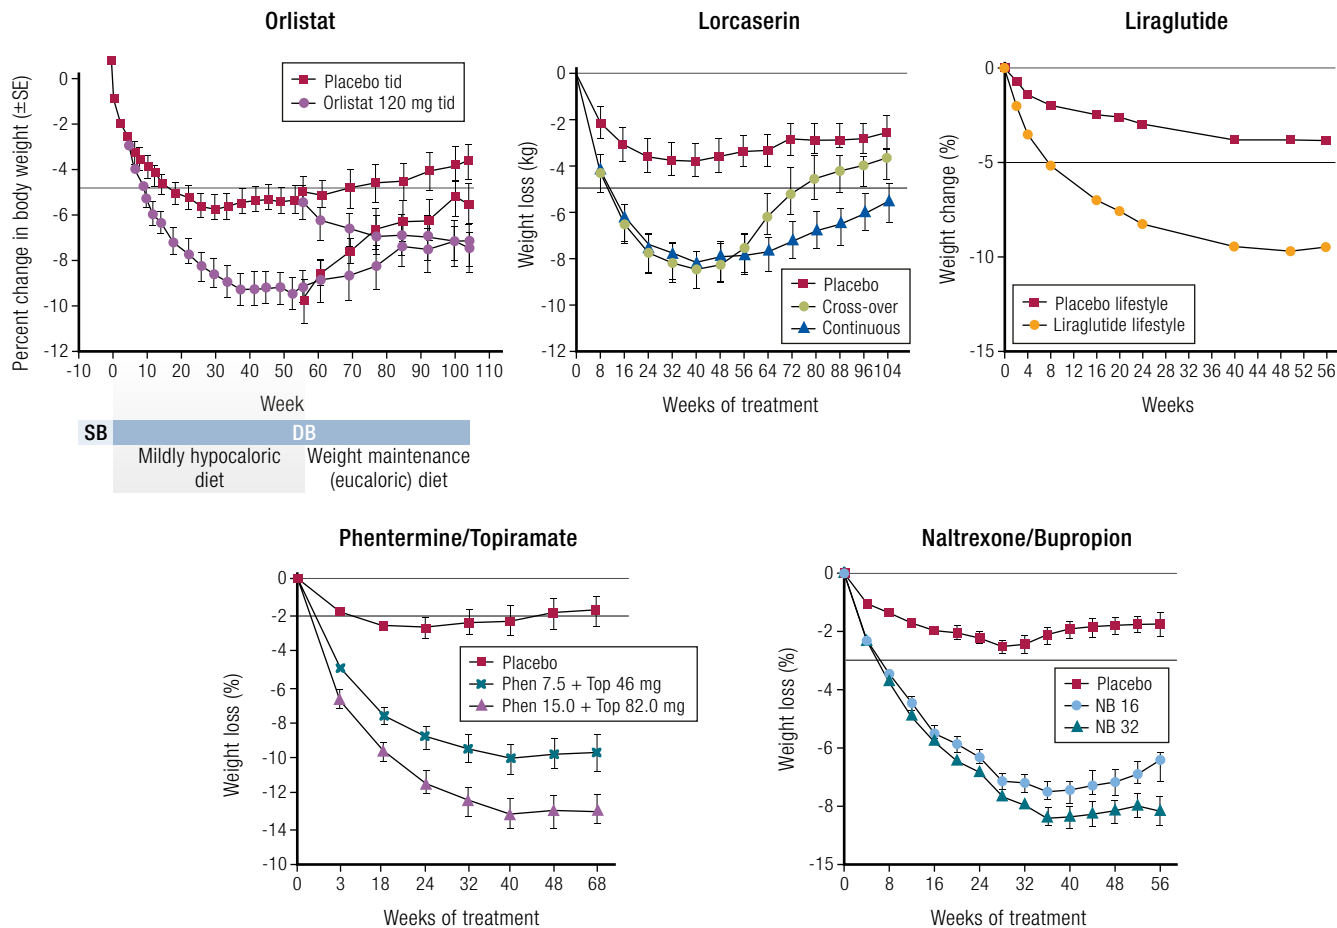 Orlistat
Percent change in body weight (±SE)
0
-2
-4
-6
-8
-10
-12
Placebo tid
Orlistat 120 mg tid
-10 0 10 20 30 40 50 60 70 80 90 100 110
Week
SB DB
Mildly hypocaloric diet
Weight maintenance (eucaloric) diet
Lorcaserin
Weight loss (kg)
0
-2
-4
-6
-8
-10
-12
Placebo
Cross-over
Continuous
0 8 16 24 32 40 48 56 64 72 80 88 96 104
Weeks of treatment
Liraglutide
Weight change (%)
0
-5
-10
-15
Placebo lifestyle
Liraglutide lifestyle
0 4 8 12 16 20 24 28 32 36 40 44 48 52 56
Weeks
Phentermine/Topiramate
Weight loss (%)
0
-2
-4
-6
-8
-10
-12
-14
-10
Placebo
Phen 7.5 + Top 46 mg
Phen 15.0 + Top 82.0 mg
0 3 18 24 32 40 48 68
Weeks of treatment
Naltrexone/Bupropion
Weight loss (%)
0
-2
-4
-6
-8
-15
Placebo
NB 16
NB 32
0 8 16 24 32 40 48 56
Weeks of treatment